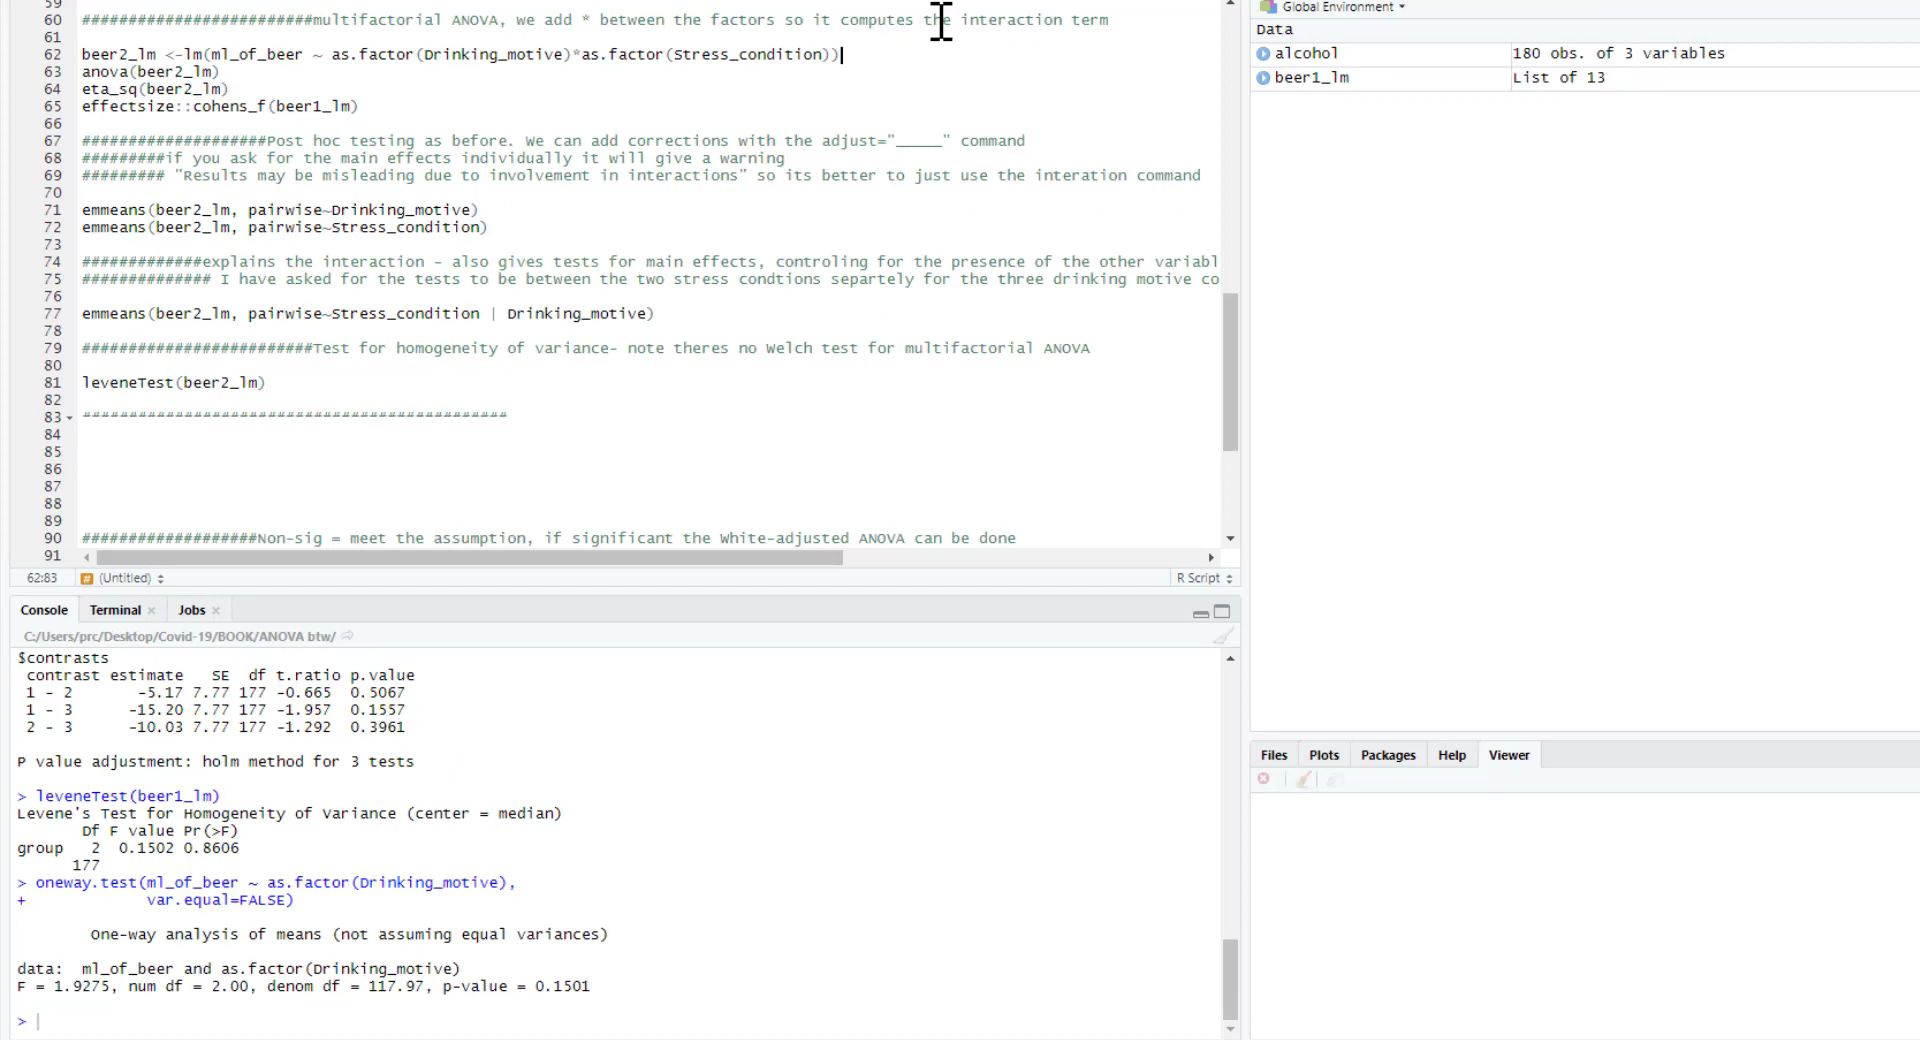 59
60 ########################multifactorial ANOVA, we add * between the factors so it computes the interaction term
61
62 beer2_lm <-lm(ml_of_beer ~ as.factor(Drinking_motive)*as.factor(Stress_condition))
63 anova(beer2_lm)
64 eta_sq(beer2_lm)
65 effectsize::cohens_f(beer1_lm)
66
67 ####################Post hoc testing as before. We can add corrections with the adjust="_____" command
68 #########if you ask for the main effects individually it will give a warning
69 ######### "Results may be misleading due to involvement in interactions" so its better to just use the interation command
70
71 emmeans(beer2_lm, pairwise~Drinking_motive)
72 emmeans(beer2_lm, pairwise~Stress_condition)
73
74 #############explains the interaction - also gives tests for main effects, controling for the presence of the other variabl
75 ############## I have asked for the tests to be between the two stress condtions separtely for the three drinking motive co
76
77 emmeans(beer2_lm, pairwise~Stress_condition | Drinking_motive)
78
79 #########################Test for homogeneity of variance- note theres no Welch test for multifactorial ANOVA
80
81 leveneTest(beer2_lm)
82
83 ##############################################
84
85
86
87
88
89
90 ###################Non-sig = meet the assumption, if significant the White-adjusted ANOVA can be done
91
62:83 (Untitled) R Script
Console Terminal Jobs
C:/Users/prc/Desktop/Covid-19/BOOK/ANOVA btw/
$contrasts
contrast estimate SE df t.ratio p.value
1 - 2 -5.17 7.77 177 -0.665 0.5067
1 - 3 -15.20 7.77 177 -1.957 0.1557
2 - 3 -10.03 7.77 177 -1.292 0.3961
P value adjustment: holm method for 3 tests
> leveneTest(beer1_lm)
Levene's Test for Homogeneity of Variance (center = median)
Df F value Pr(>F)
group 2 0.1502 0.8606
177
> oneway.test(ml_of_beer ~ as.factor(Drinking_motive),
+ var.equal=FALSE)
One-way analysis of means (not assuming equal variances)
data: ml_of_beer and as.factor(Drinking_motive)
F = 1.9275, num df = 2.00, denom df = 117.97, p-value = 0.1501
>
Global Environment
Data
alcohol 180 obs. of 3 variables
beer1_lm List of 13
Files Plots Packages Help Viewer